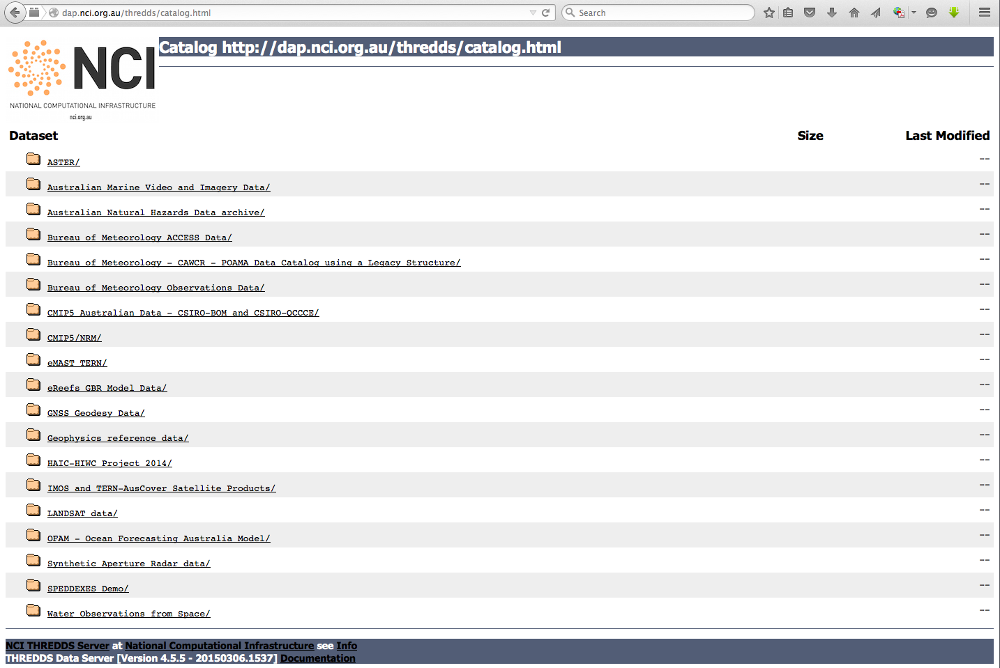 dap.nci.org.au/thredds/catalog.html
Search
NCI
NATIONAL COMPUTATIONAL INFRASTRUCTURE
nci.org.au
Catalog http://dap.nci.org.au/thredds/catalog.html
Dataset Size Last Modified
ASTER/ --
Australian Marine Video and Imagery Data/ --
Australian Natural Hazards Data archive/ --
Bureau of Meteorology ACCESS Data/ --
Bureau of Meteorology - CAWCR - POAMA Data Catalog using a Legacy Structure/ --
Bureau of Meteorology Observations Data/ --
CMIP5 Australian Data - CSIRO-BOM and CSIRO-QCCCE/ --
CMIP5/NRM/ --
eMAST TERN/ --
eReefs GBR Model Data/ --
GNSS Geodesy Data/ --
Geophysics reference data/ --
HAIC-HIWC Project 2014/ --
IMOS and TERN-AusCover Satellite Products/ --
LANDSAT data/ --
OFAM - Ocean Forecasting Australia Model/ --
Synthetic Aperture Radar data/ --
SPEDDEXES Demo/ --
Water Observations from Space/ --
NCI THREDDS Server at National Computational Infrastructure see Info
THREDDS Data Server [Version 4.5.5 - 20150306.1537] Documentation